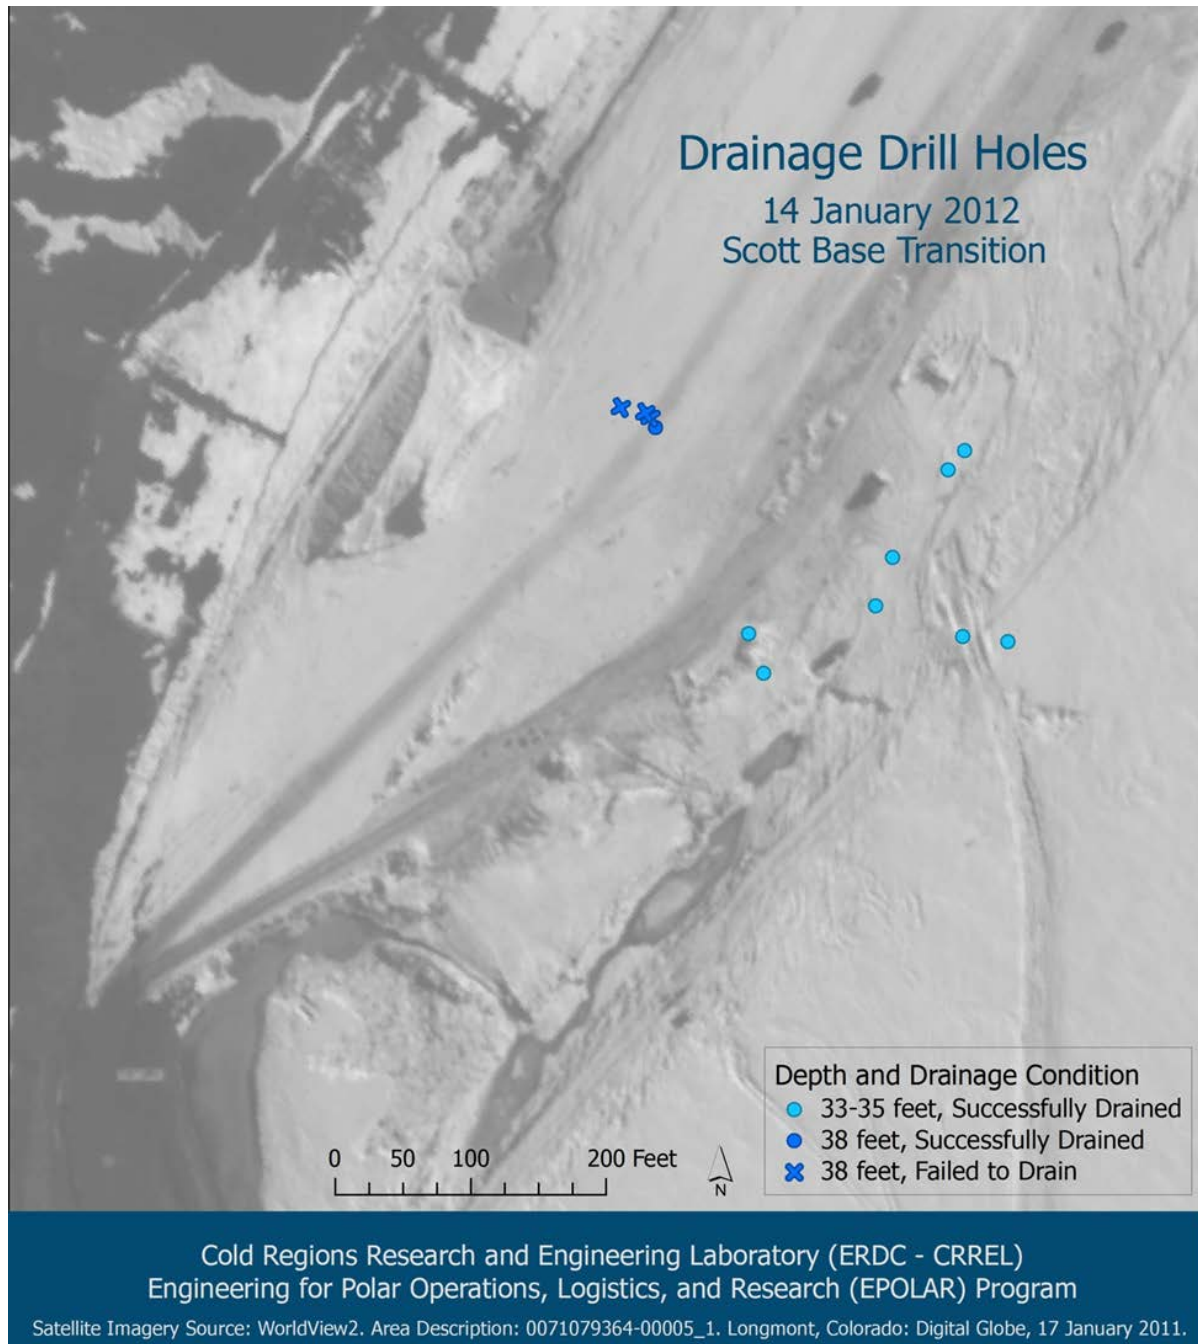 Drainage Drill Holes
14 January 2012
Scott Base Transition
Depth and Drainage Condition
33-35 feet, Successfully Drained
38 feet, Successfully Drained
38 feet, Failed to Drain
0 50 100 200 Feet
N
Cold Regions Research and Engineering Laboratory (ERDC - CRREL)
Engineering for Polar Operations, Logistics, and Research (EPOLAR) Program
Satellite Imagery Source: WorldView2. Area Description: 0071079364-00005_1. Longmont, Colorado: Digital Globe, 17 January 2011.